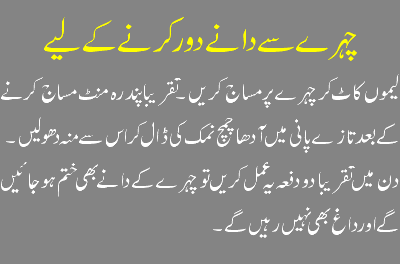 چہرے سے دانے دور کرنے کے لیے
لیموں کاٹ کر چہرے پر مساج کریں ۔تقریبا پندرہ منٹ مساج کرنے
کے بعد تازے پانی میں آدھا چمچ نمک کی ڈال کر اس سے منہ دھولیں ۔
دن میں تقریبا دو دفعہ یہ عمل کریں تو چہرے کے دانے بھی ختم ہو جائیں
گے اور داغ بھی نہیں رہیں گے ۔